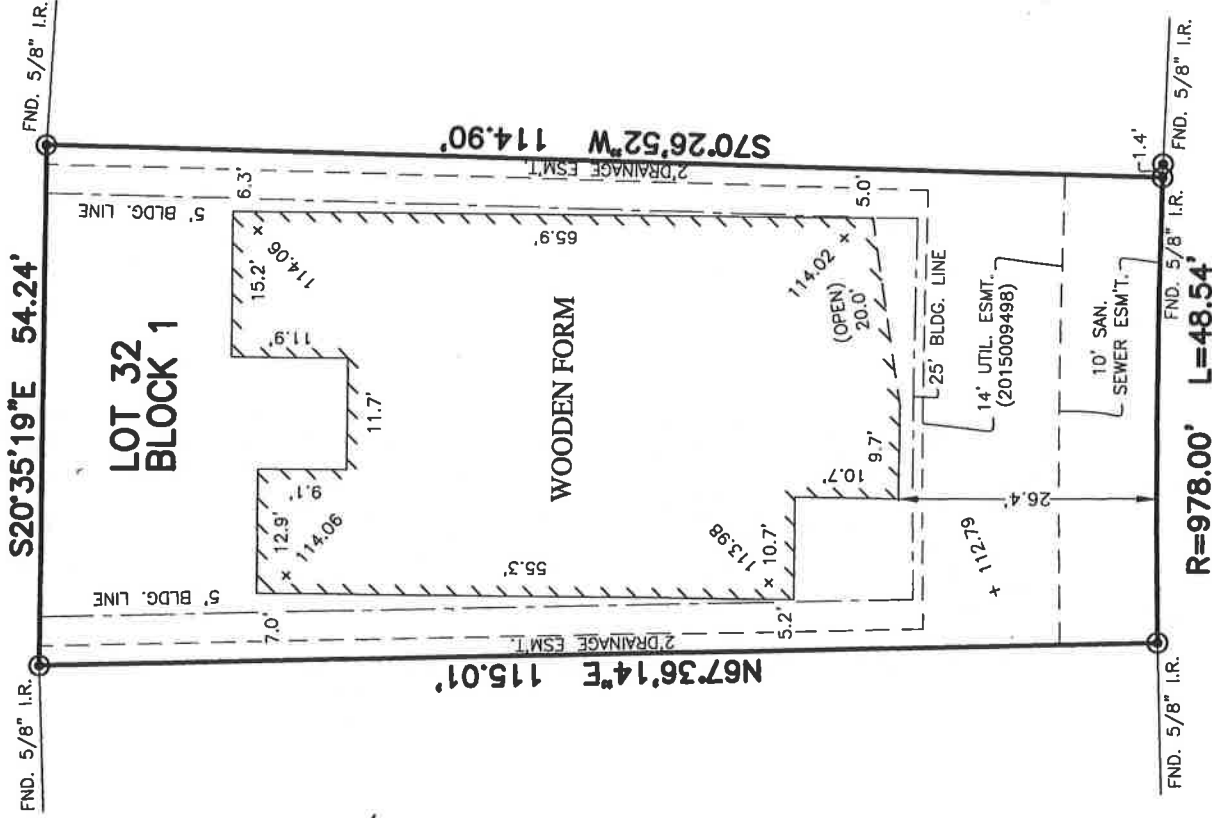 FND. 5/8" I.R.
S20°35'19"E 54.24'
FND. 5/8" I.R.
LOT 32
BLOCK 1
5' BLDG. LINE
5' BLDG. LINE
6.3'
15.2'
114.06
11.9'
11.7'
9.1'
12.9'
114.06
7.0'
S70°26'52"W 114.90'
2' DRAINAGE ESM'T.
65.9'
WOODEN FORM
55.3'
N67°36'14"E 115.01'
2' DRAINAGE ESM'T.
5.0'
114.02
(OPEN)
20.0'
9.7'
10.7'
113.98
10.7'
5.2'
25' BLDG. LINE
14' UTIL. ESMT.
(2015009498)
10' SAN.
SEWER ESM'T.
26.4'
112.79
1.4'
FND. 5/8" I.R.
FND. 5/8" I.R.
FND. 5/8" I.R.
R=978.00' L=48.54'